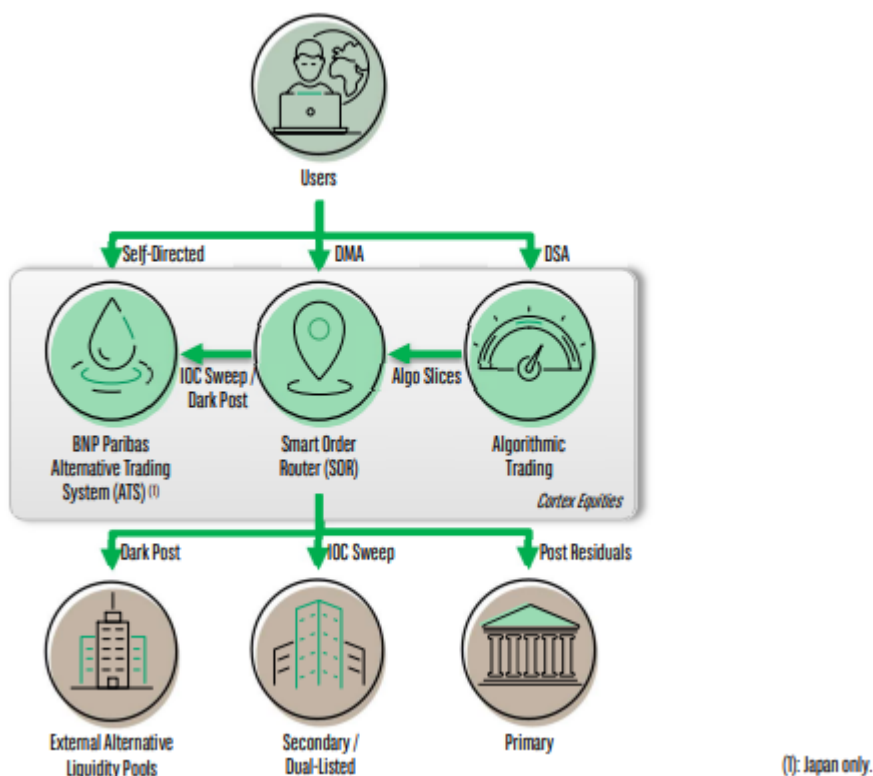 Users
Self-Directed
DMA
DSA
IOC Sweep /
Dark Post
Algo Slices
BNP Paribas
Alternative Trading
System (ATS) (1)
Smart Order
Router (SOR)
Algorithmic
Trading
Cortex Equities
Dark Post
IOC Sweep
Post Residuals
External Alternative
Liquidity Pools
Secondary /
Dual-Listed
Primary
(1): Japan only.